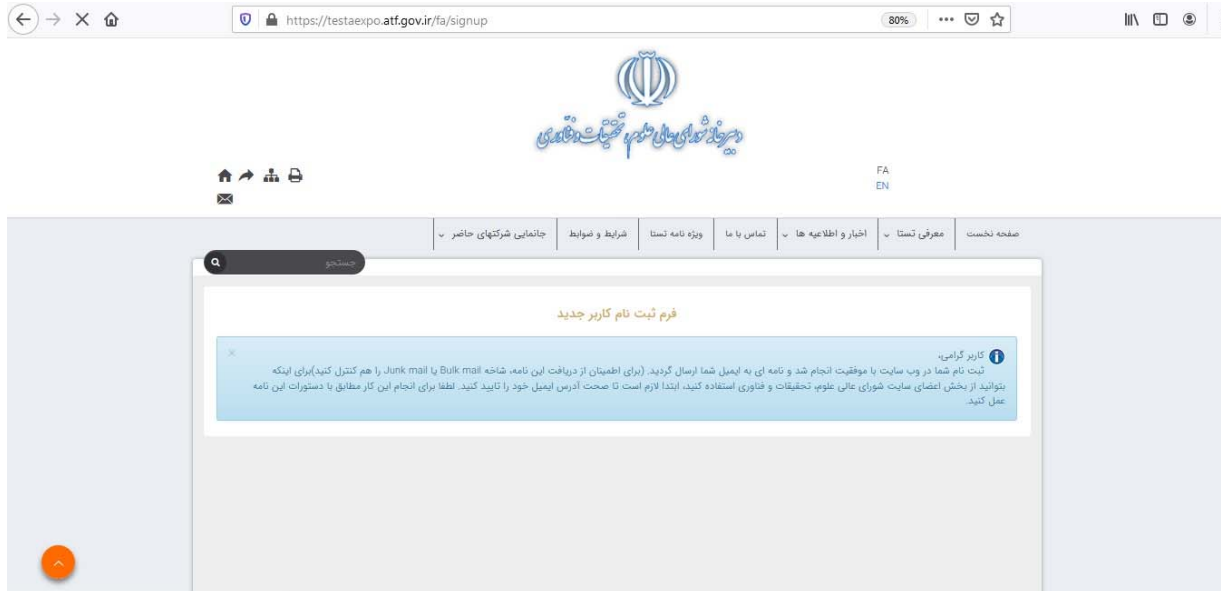 https://testaexpo.atf.gov.ir/fa/signup
80%
دبیرخانه شورای عالی علوم، تحقیقات و فناوری
FA
EN
صفحه نخست
معرفی تستا
اخبار و اطلاعیه ها
تماس با ما
ویژه نامه تستا
شرایط و ضوابط
جانمایی شرکتهای حاضر
جستجو
فرم ثبت نام کاربر جدید
کاربر گرامی،
ثبت نام شما در وب سایت با موفقیت انجام شد و نامه ای به ایمیل شما ارسال گردید. (برای اطمینان از دریافت این نامه، شاخه Bulk mail یا Junk mail را هم کنترل کنید)برای اینکه
بتوانید از بخش اعضای سایت شورای عالی علوم، تحقیقات و فناوری استفاده کنید، ابتدا لازم است تا صحت آدرس ایمیل خود را تایید کنید. لطفا برای انجام این کار مطابق با دستورات این نامه
عمل کنید.